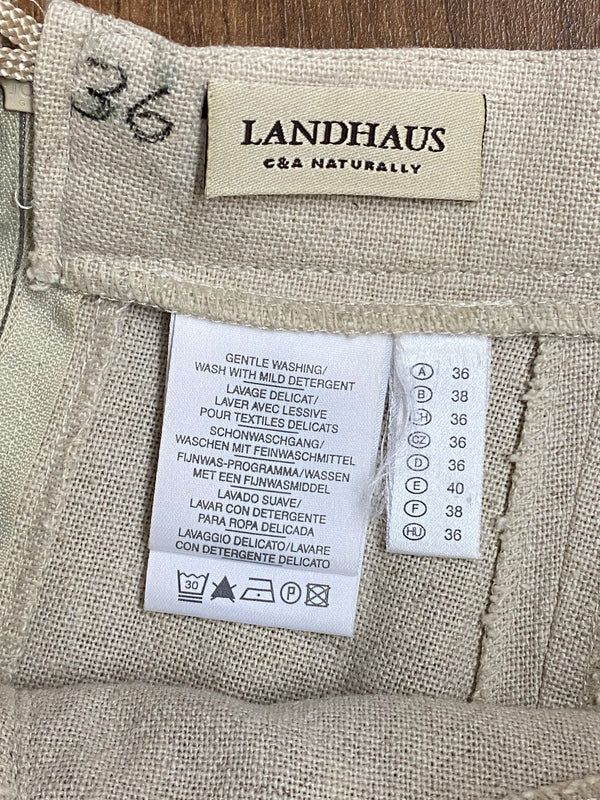 36
LANDHAUS
C&A NATURALLY
GENTLE WASHING/
WASH WITH MILD DETERGENT
LAVAGE DELICAT/
LAVER AVEC LESSIVE
POUR TEXTILES DELICATS
SCHONWASCHGANG/
WASCHEN MIT FEINWASCHMITTEL
FIJNWAS-PROGRAMMA/WASSEN
MET EEN FIJNWASMIDDEL
LAVADO SUAVE/
LAVAR CON DETERGENTE
PARA ROPA DELICADA
LAVAGGIO DELICATO/LAVARE
CON DETERGENTE DELICATO
30 P
A 36
B 38
CH 36
CZ 36
D 36
E 40
F 38
HU 36